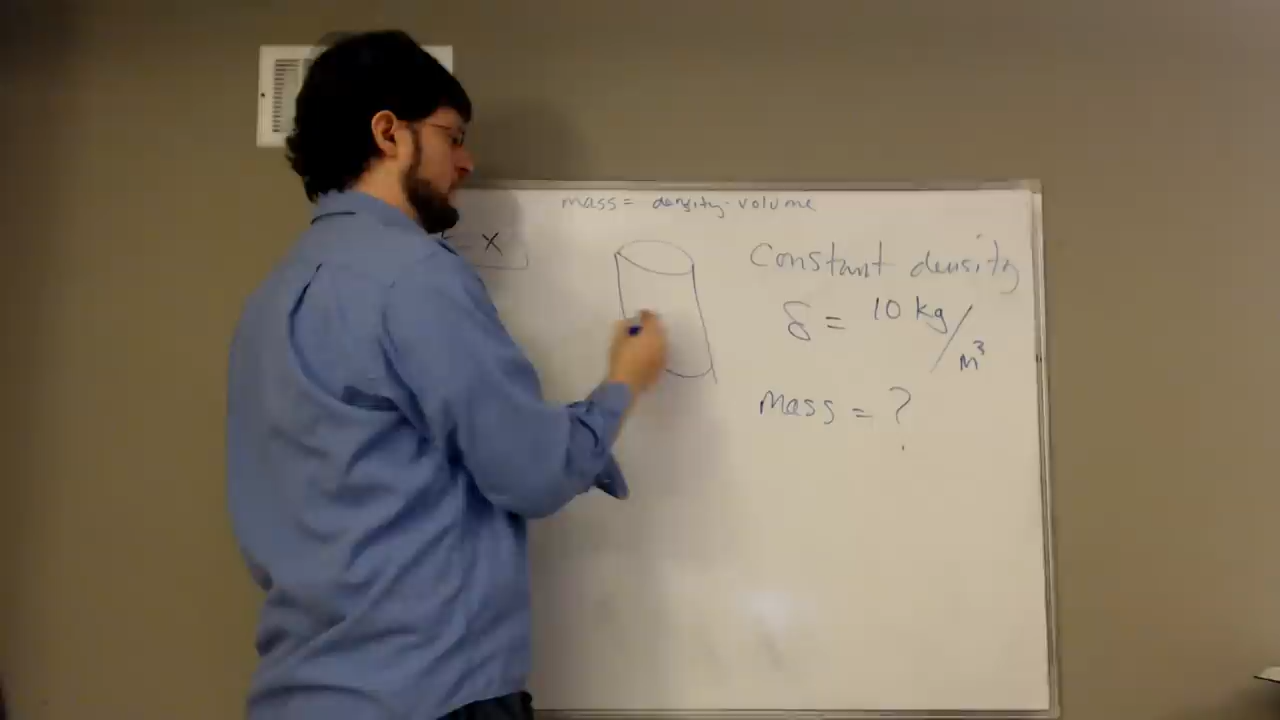 mass = density · volume
= x
Constant density
δ = 10 kg/m³
Mass = ?